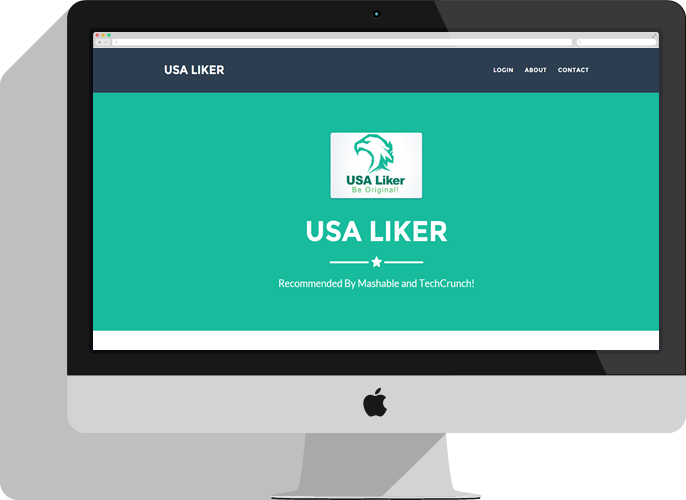 USA LIKER
LOGIN ABOUT CONTACT
USA Liker
Be Original!
USA LIKER
Recommended By Mashable and TechCrunch!